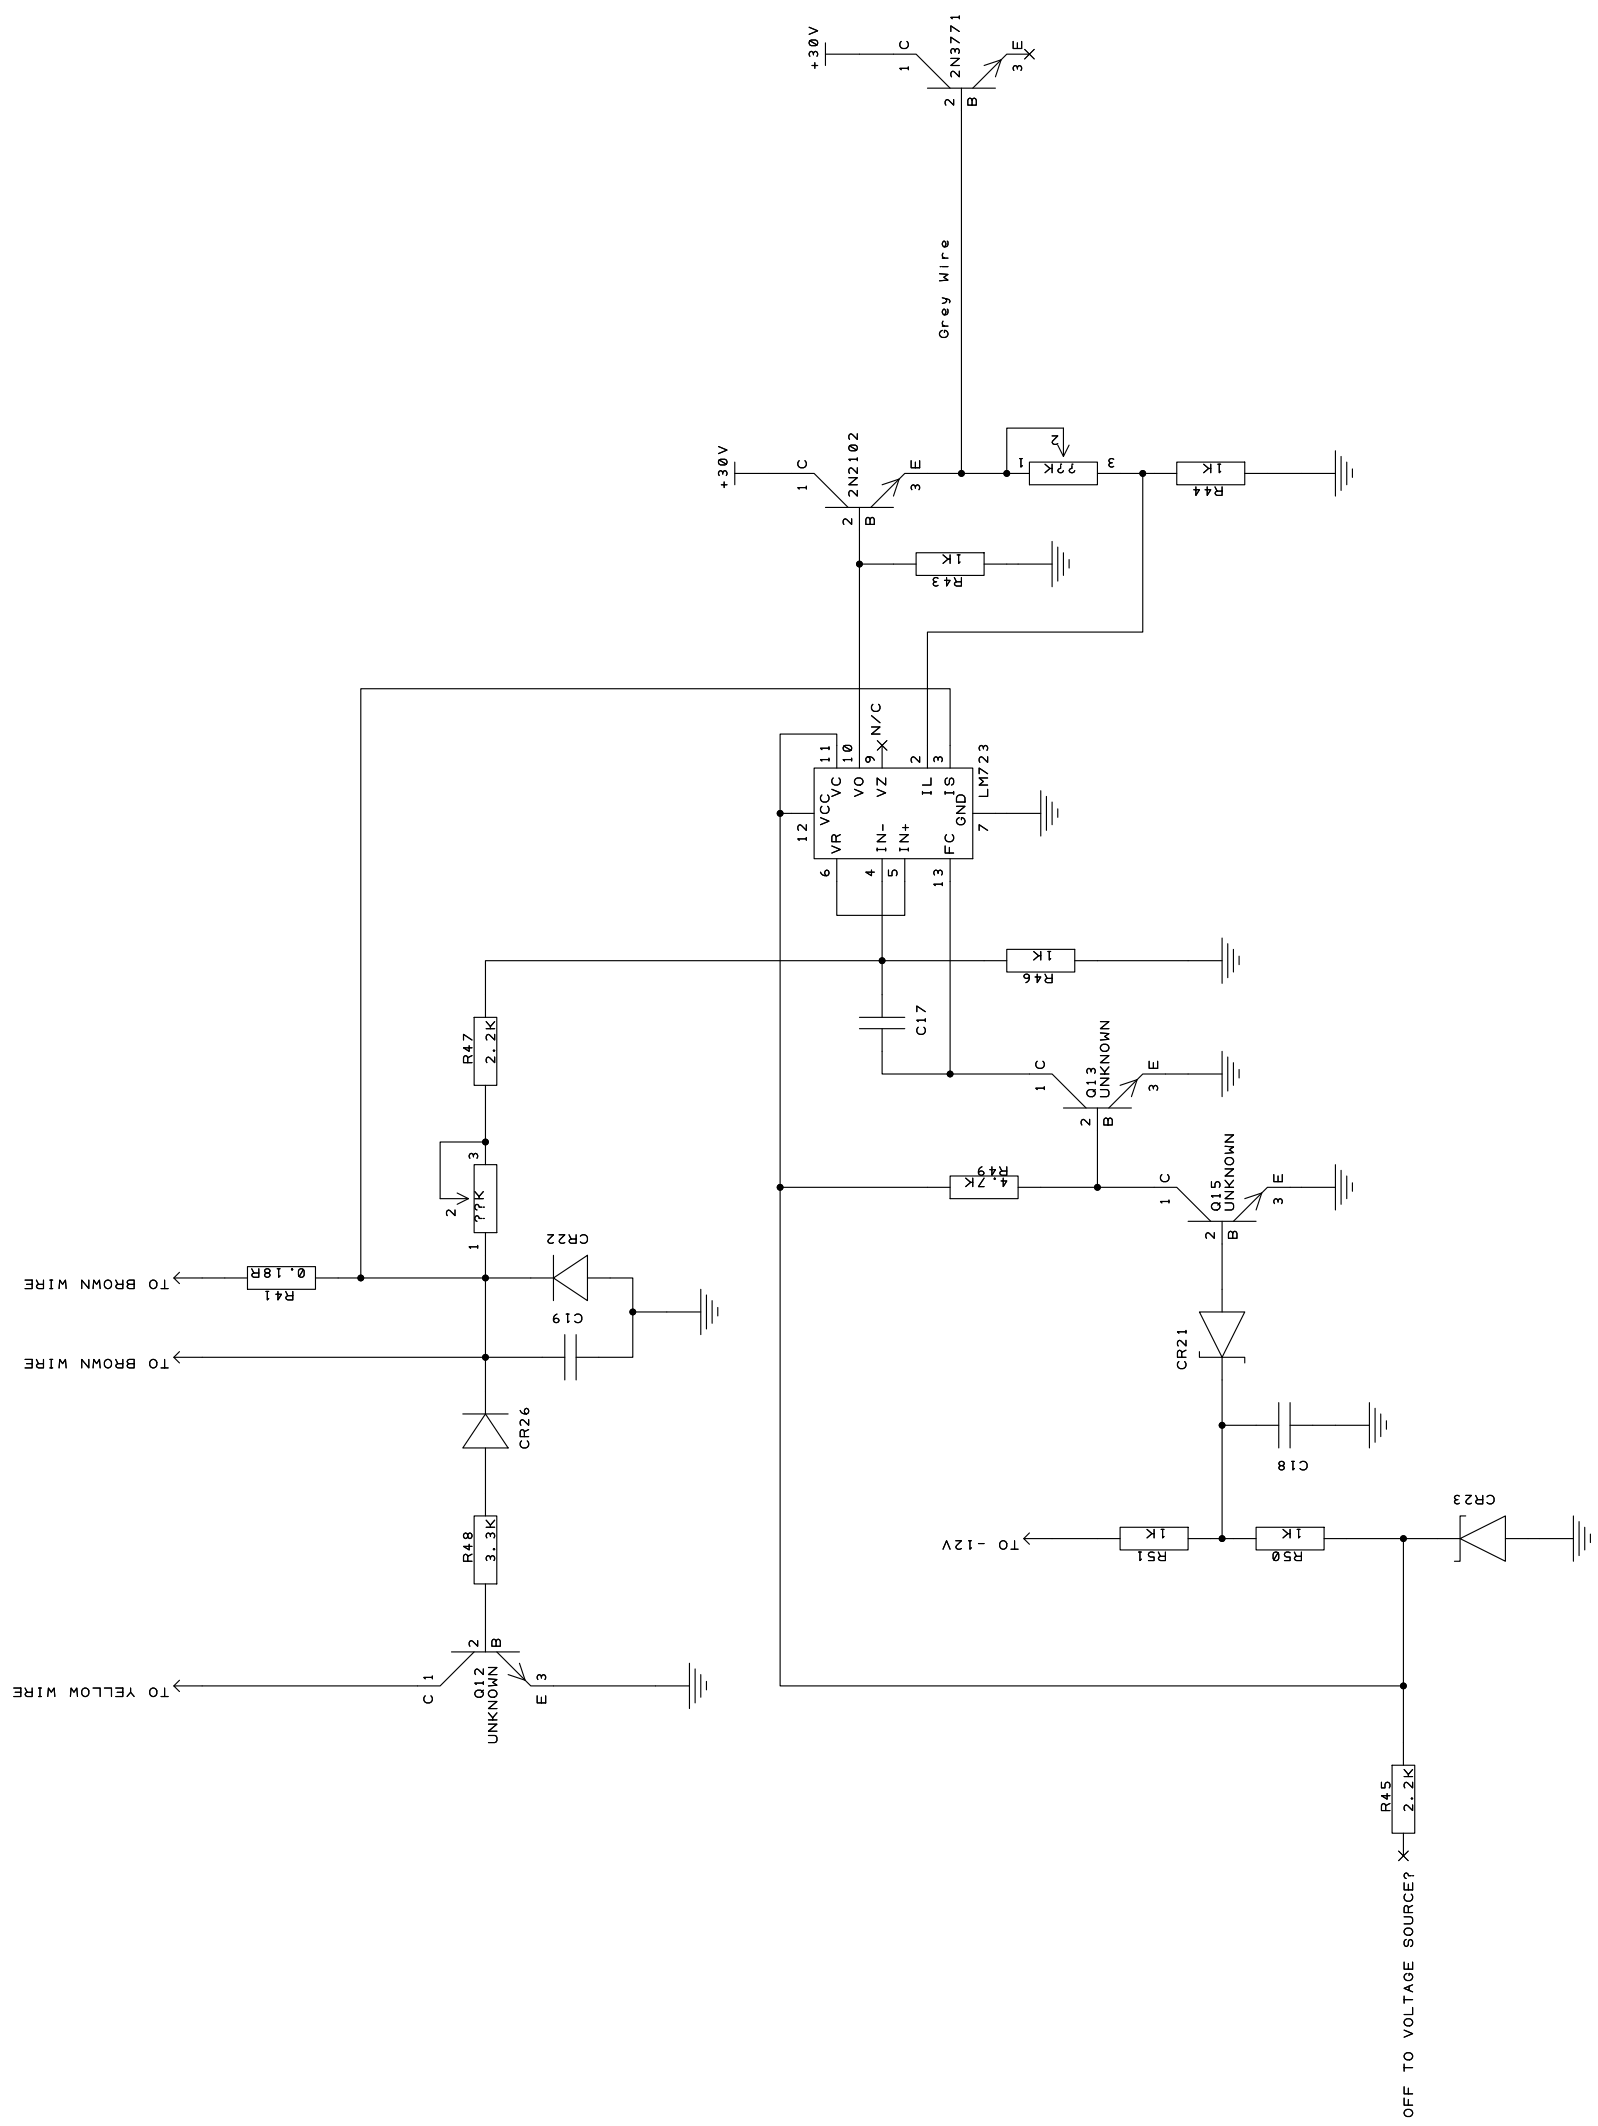 +30V
C
1
2N3771
E
3
2
B
Grey Wire
+30V
C
1
2N2102
E
3
2
B
1
2
??K
3
1K
R44
1K
R43
N/C
11
10
9
2
3
LM723
VC
VO
VZ
IL
IS
VCC
12
GND
7
VR
IN-
IN+
FC
6
4
5
13
1K
R46
C17
R47
2.2K
C
1
Q13
UNKNOWN
E
3
2
B
3
2
??K
1
R49
4.7K
C
1
Q15
UNKNOWN
E
3
2
B
CR22
TO BROWN WIRE
0.18R
R41
C19
TO BROWN WIRE
CR21
CR26
C18
R48
3.3K
CR23
TO -12V
1K
R51
1K
R50
2
B
TO YELLOW WIRE
C
1
Q12
UNKNOWN
E
3
R45
2.2K
OFF TO VOLTAGE SOURCE?